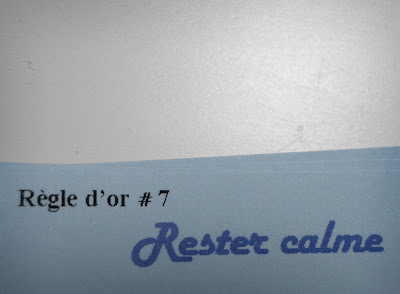 Règle d'or # 7
Rester calme